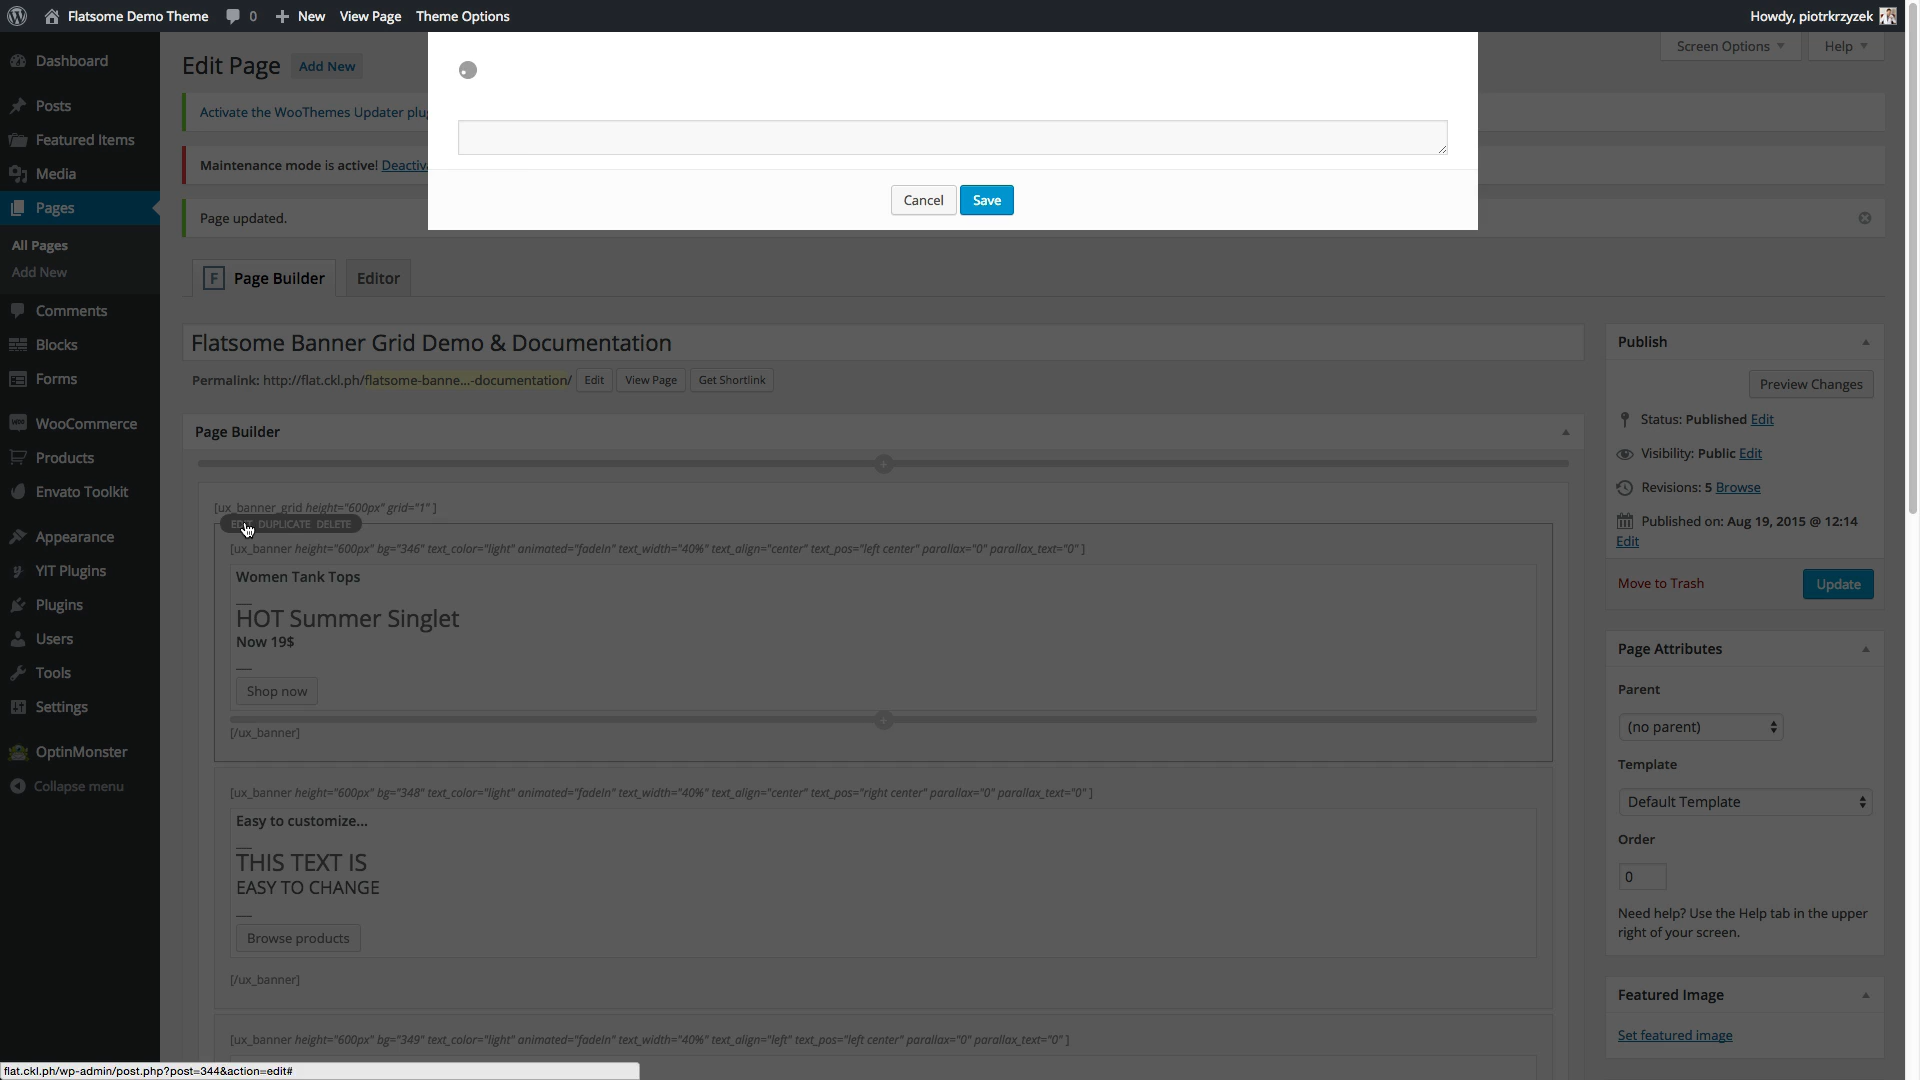 Flatsome Demo Theme 0 New View Page Theme Options
Howdy, piotrkrzyzek
Screen Options Help
Dashboard
Posts
Featured Items
Media
Pages
All Pages
Add New
Comments
Blocks
Forms
WooCommerce
Products
Envato Toolkit
Appearance
YIT Plugins
Plugins
Users
Tools
Settings
OptinMonster
Collapse menu
Edit Page Add New
Activate the WooThemes Updater plu
Maintenance mode is active! Deactiv
Page updated.
Cancel Save
F Page Builder Editor
Flatsome Banner Grid Demo & Documentation
Permalink: http://flat.ckl.ph/flatsome-banne...-documentation/ Edit View Page Get Shortlink
Page Builder
[ux_banner_grid height="600px" grid="1" ]
EDIT DUPLICATE DELETE
[ux_banner height="600px" bg="346" text_color="light" animated="fadeIn" text_width="40%" text_align="center" text_pos="left center" parallax="0" parallax_text="0" ]
Women Tank Tops
HOT Summer Singlet
Now 19$
Shop now
[/ux_banner]
[ux_banner height="600px" bg="348" text_color="light" animated="fadeIn" text_width="40%" text_align="center" text_pos="right center" parallax="0" parallax_text="0" ]
Easy to customize...
THIS TEXT IS
EASY TO CHANGE
Browse products
[/ux_banner]
[ux_banner height="600px" bg="349" text_color="light" animated="fadeIn" text_width="40%" text_align="left" text_pos="left center" parallax="0" parallax_text="0" ]
Publish
Preview Changes
Status: Published Edit
Visibility: Public Edit
Revisions: 5 Browse
Published on: Aug 19, 2015 @ 12:14
Edit
Move to Trash Update
Page Attributes
Parent
(no parent)
Template
Default Template
Order
0
Need help? Use the Help tab in the upper
right of your screen.
Featured Image
Set featured image
flat.ckl.ph/wp-admin/post.php?post=344&action=edit#